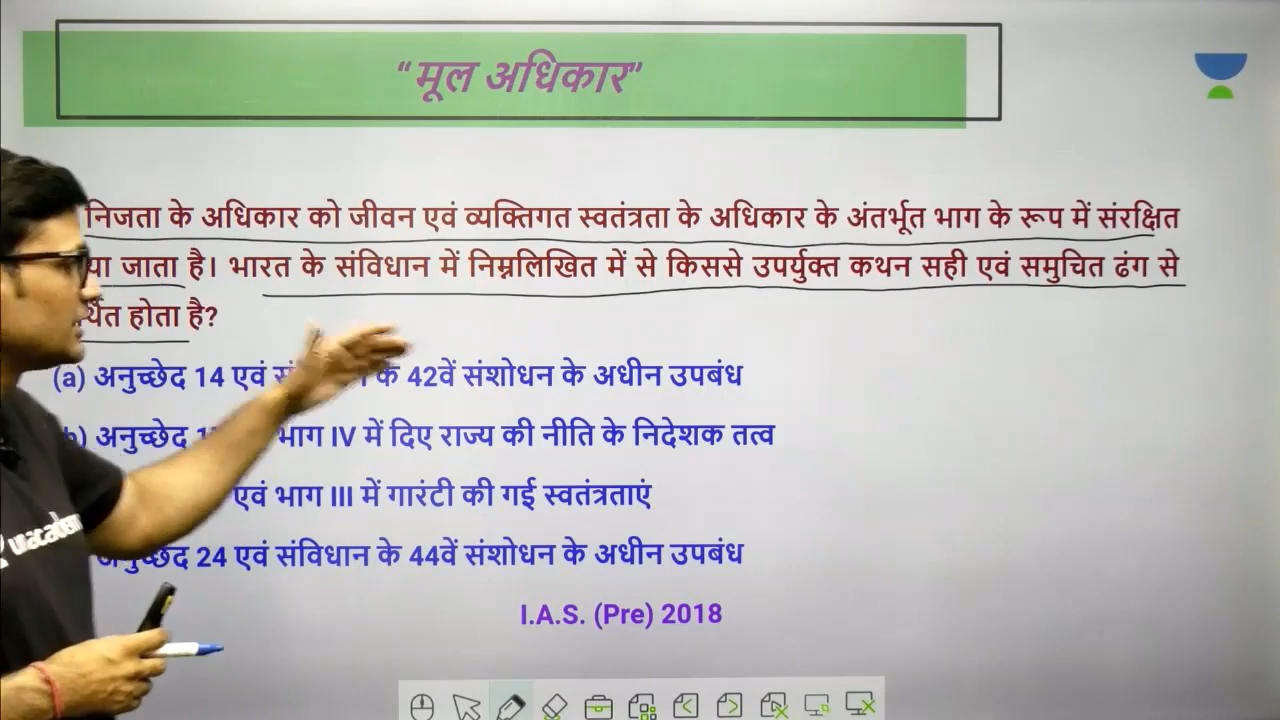 “मूल अधिकार”
निजता के अधिकार को जीवन एवं व्यक्तिगत स्वतंत्रता के अधिकार के अंतर्भूत भाग के रूप में संरक्षित
जाता है। भारत के संविधान में निम्नलिखित में से किससे उपर्युक्त कथन सही एवं समुचित ढंग से
होता है?
(a) अनुच्छेद 14 एवं के 42वें संशोधन के अधीन उपबंध
अनुच्छेद भाग IV में दिए राज्य की नीति के निदेशक तत्व
एवं भाग III में गारंटी की गई स्वतंत्रताएं
अनुच्छेद 24 एवं संविधान के 44वें संशोधन के अधीन उपबंध
I.A.S. (Pre) 2018
unacademy